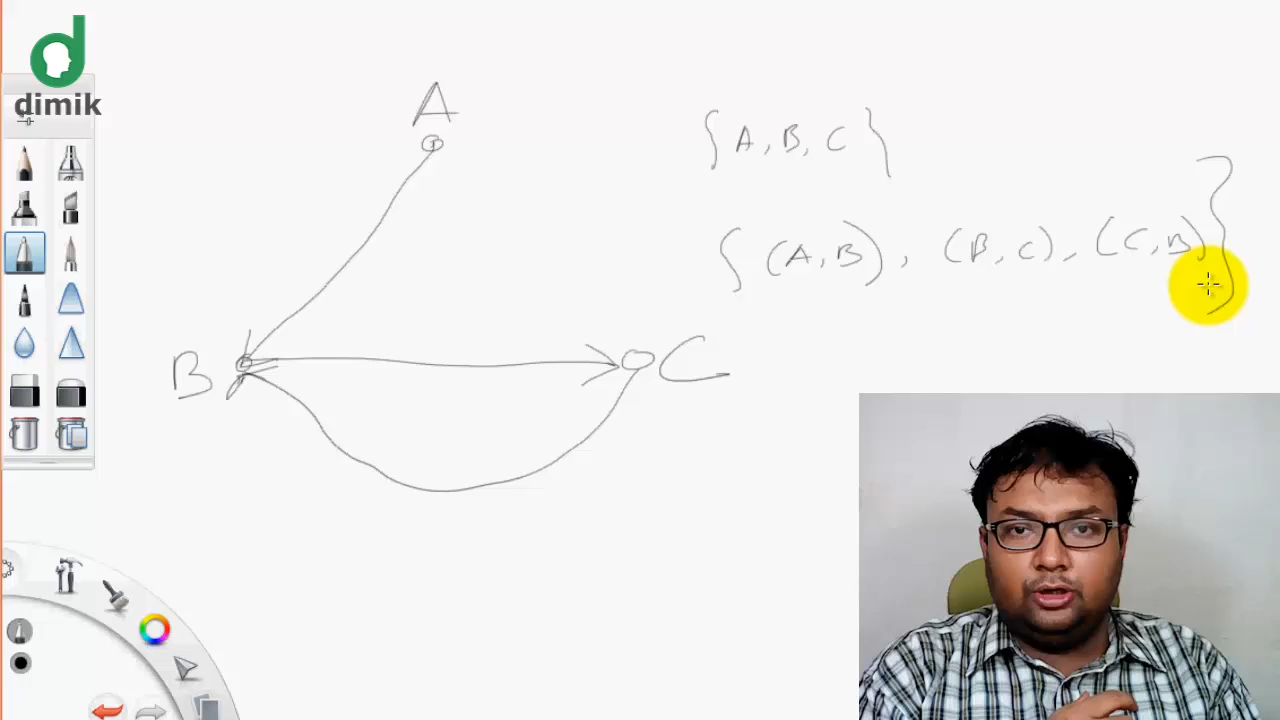 dimik
A
{A, B, C}
{(A, B), (B, C), (C, B)}
B
C